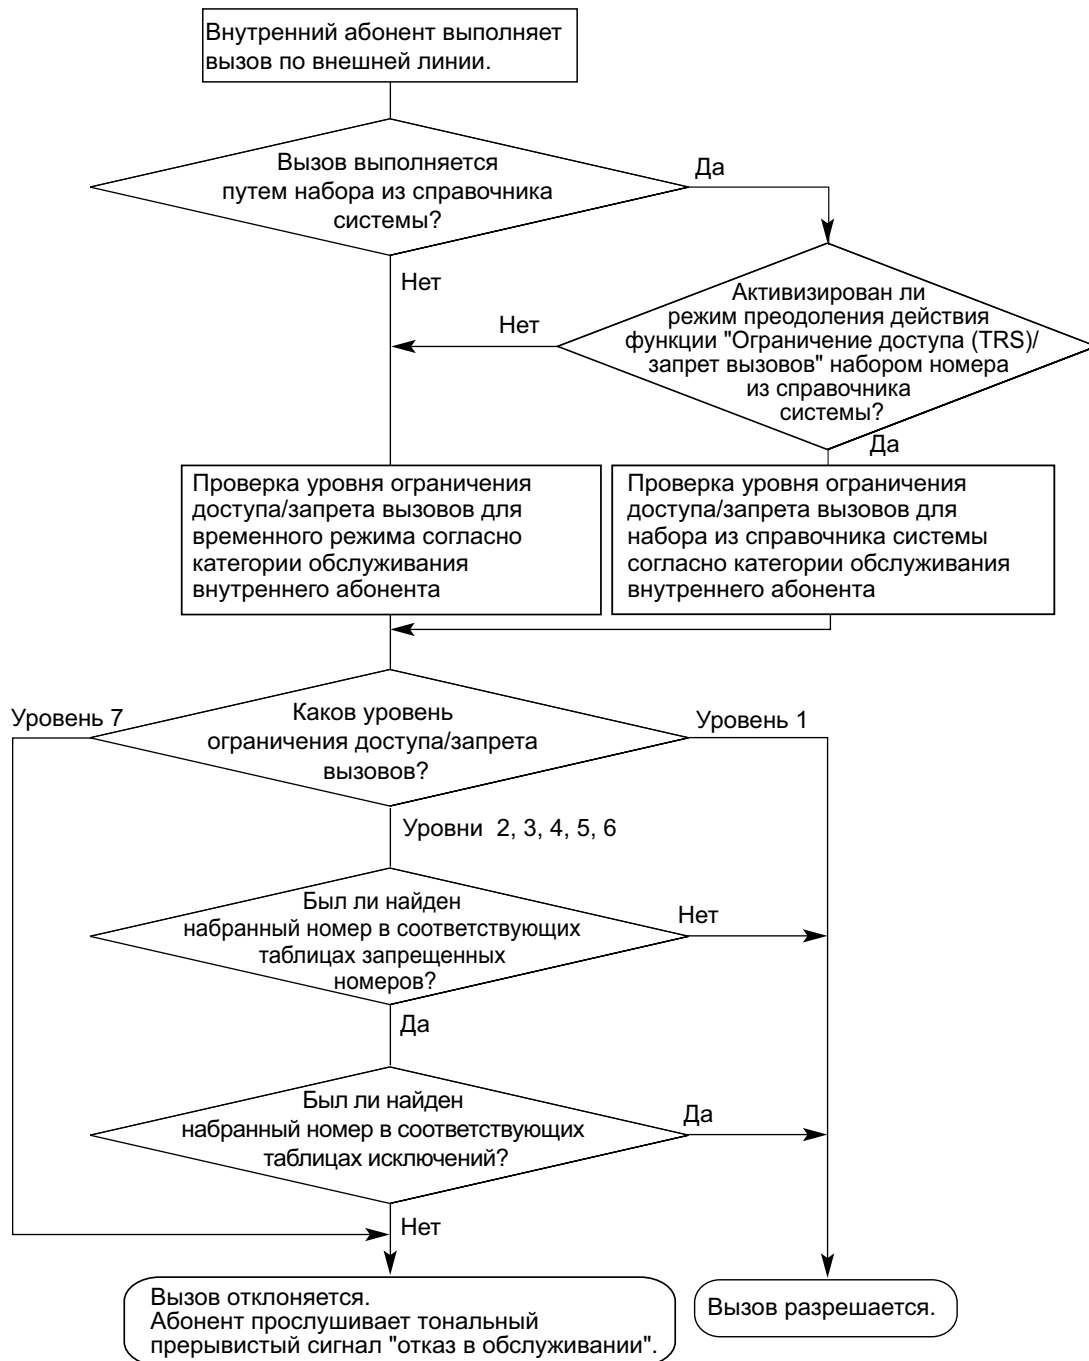 Внутренний абонент выполняет
вызов по внешней линии.
Вызов выполняется
путем набора из справочника
системы?
Да
Нет
Активизирован ли
режим преодоления действия
функции "Ограничение доступа (TRS)/
запрет вызовов" набором номера
из справочника
системы?
Нет
Да
Проверка уровня ограничения
доступа/запрета вызовов для
временного режима согласно
категории обслуживания
внутреннего абонента
Проверка уровня ограничения
доступа/запрета вызовов для
набора из справочника системы
согласно категории обслуживания
внутреннего абонента
Уровень 7
Каков уровень
ограничения доступа/запрета
вызовов?
Уровень 1
Уровни 2, 3, 4, 5, 6
Был ли найден
набранный номер в соответствующих
таблицах запрещенных
номеров?
Нет
Да
Был ли найден
набранный номер в соответствующих
таблицах исключений?
Да
Нет
Вызов отклоняется.
Абонент прослушивает тональный
прерывистый сигнал "отказ в обслуживании".
Вызов разрешается.